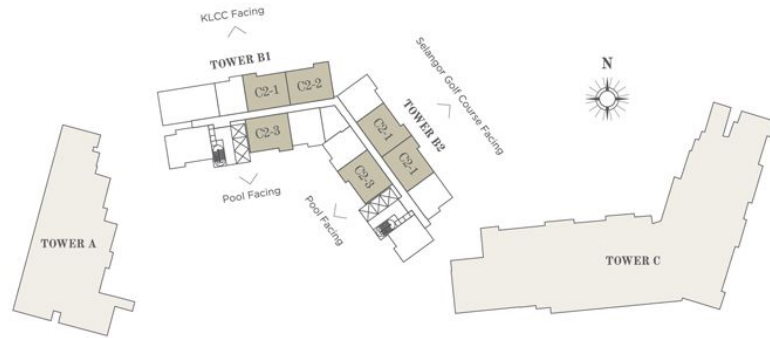 KLCC Facing
TOWER B1
C2-1
C2-2
C2-3
Pool Facing
Selangor Golf Course Facing
TOWER B2
C2-1
C2-1
C2-3
Pool Facing
N
TOWER A
TOWER C